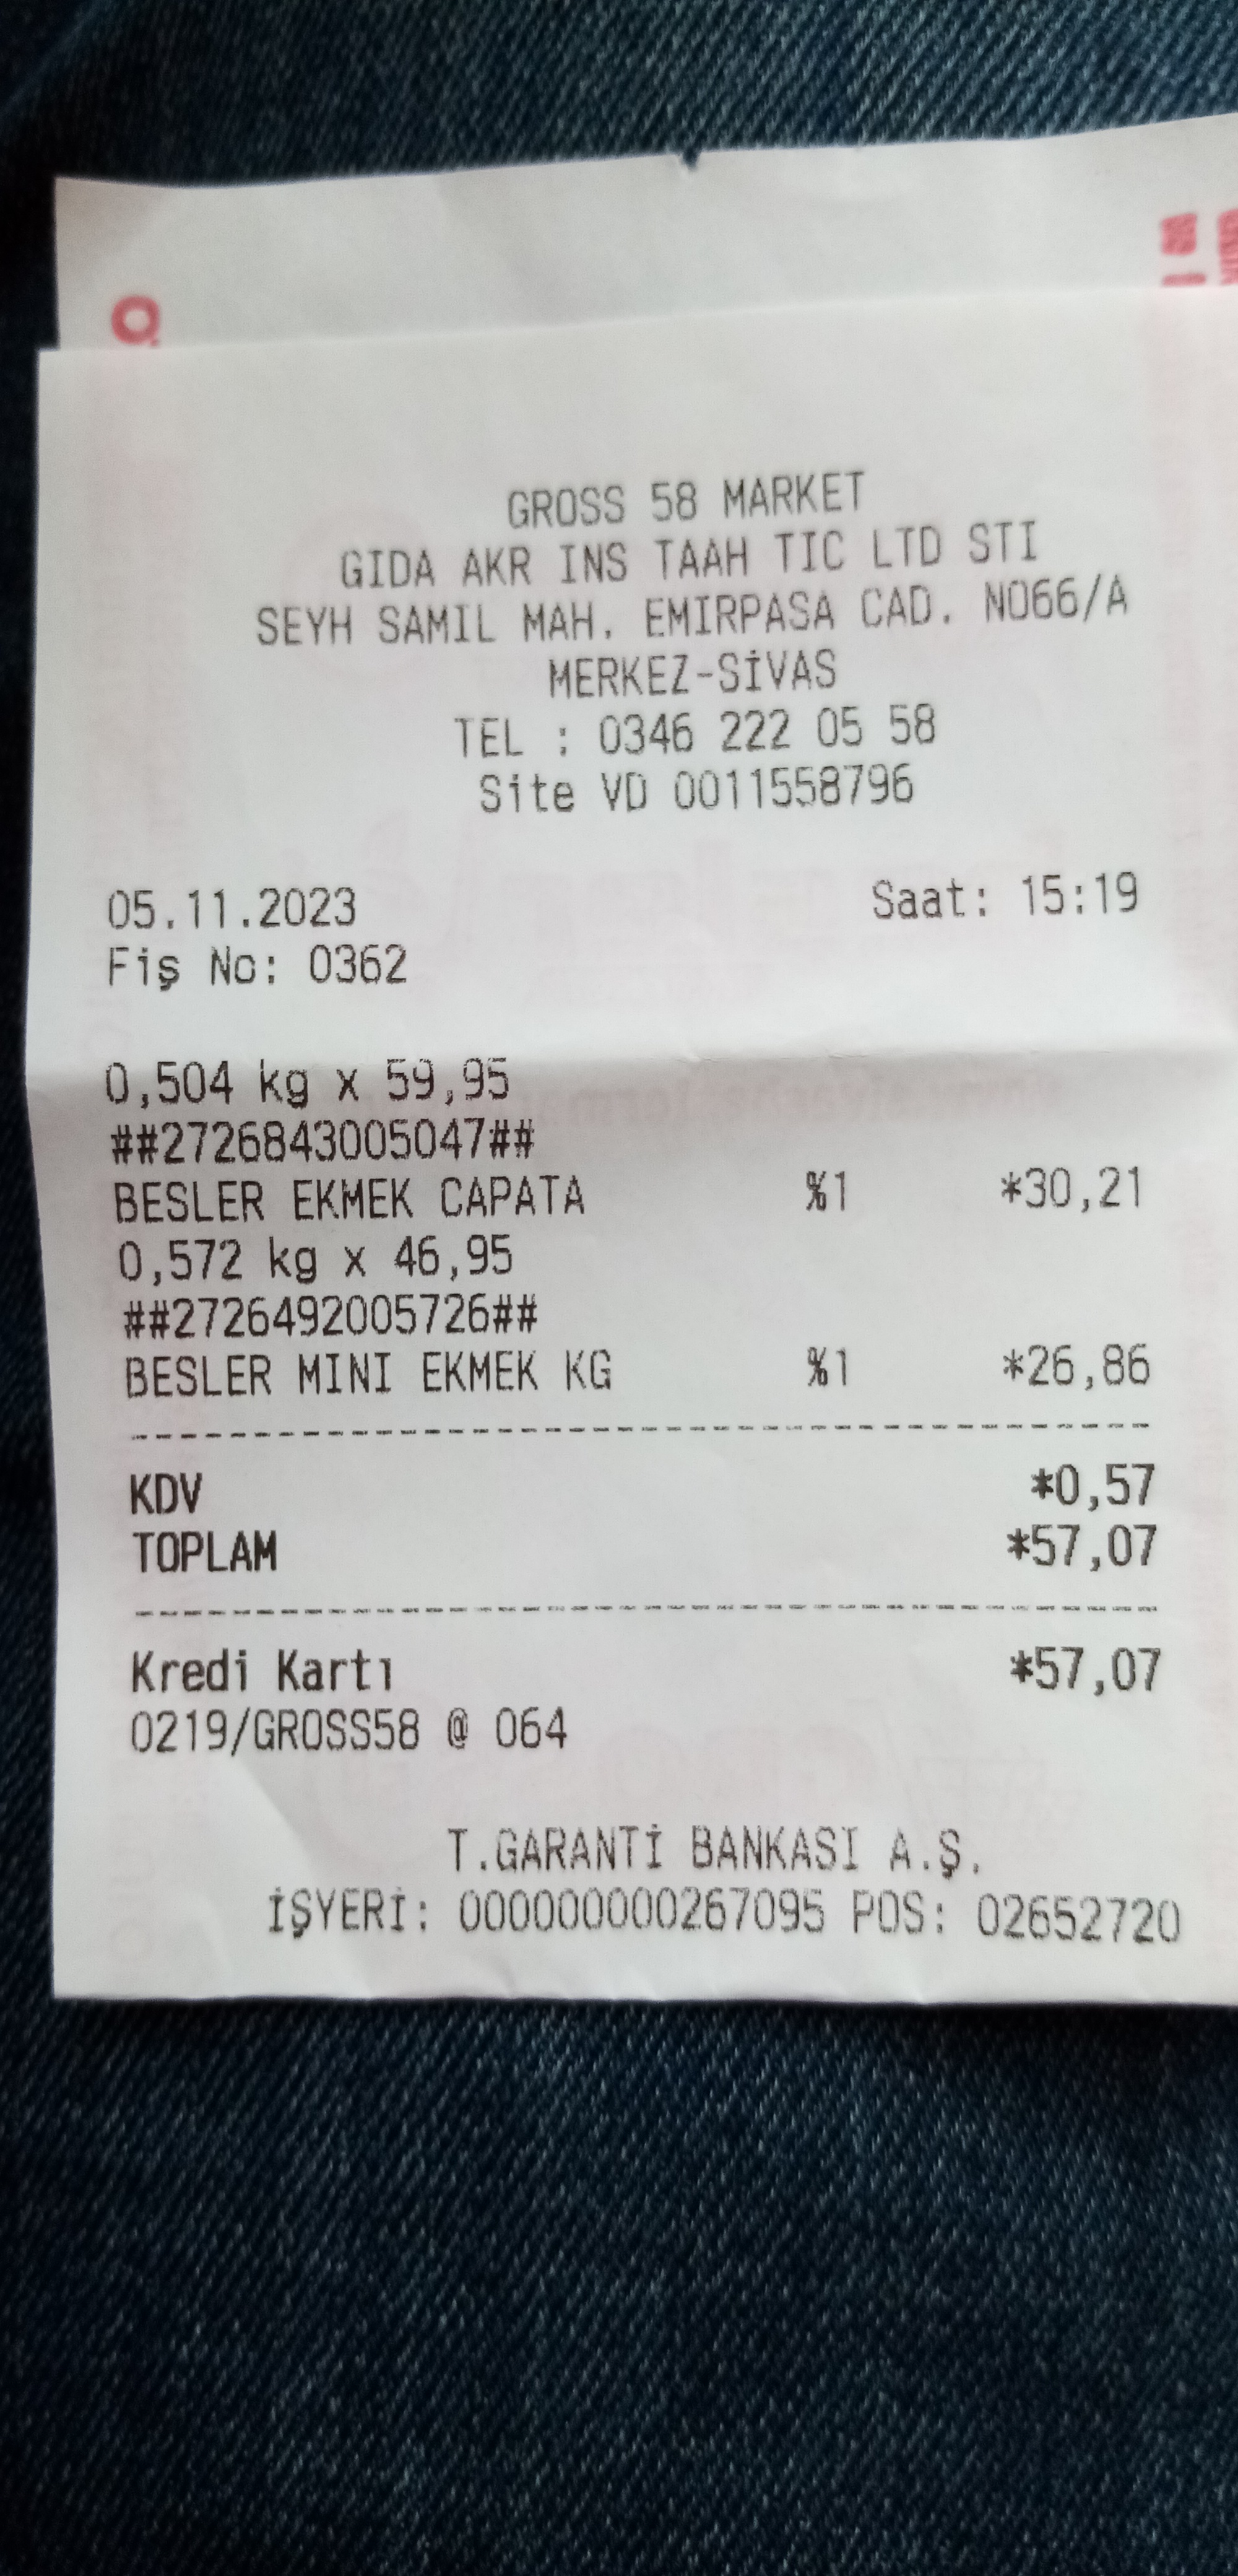 GROSS 58 MARKET
GIDA AKR INS TAAH TIC LTD STI
SEYH SAMIL MAH. EMIRPASA CAD. NO66/A
MERKEZ-SİVAS
TEL : 0346 222 05 58
Site VD 0011558796
05.11.2023 Saat: 15:19
Fiş No: 0362
0,504 kg x 59,95
##2726843005047##
BESLER EKMEK CAPATA %1 *30,21
0,572 kg x 46,95
##2726492005726##
BESLER MINI EKMEK KG %1 *26,86
KDV *0,57
TOPLAM *57,07
Kredi Kartı *57,07
0219/GROSS58 @ 064
T.GARANTİ BANKASI A.Ş.
İŞYERİ: 000000000267095 POS: 02652720